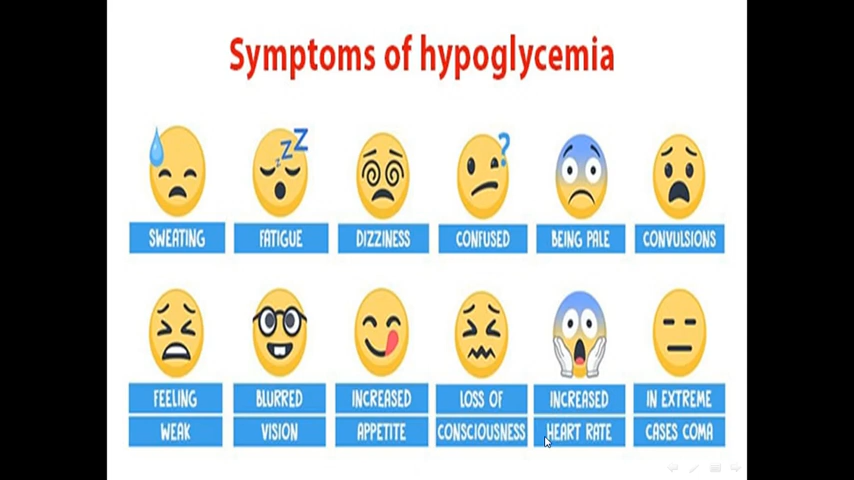 Symptoms of hypoglycemia
SWEATING
FATIGUE
DIZZINESS
CONFUSED
BEING PALE
CONVULSIONS
FEELING
WEAK
BLURRED
VISION
INCREASED
APPETITE
LOSS OF
CONSCIOUSNESS
INCREASED
HEART RATE
IN EXTREME
CASES COMA